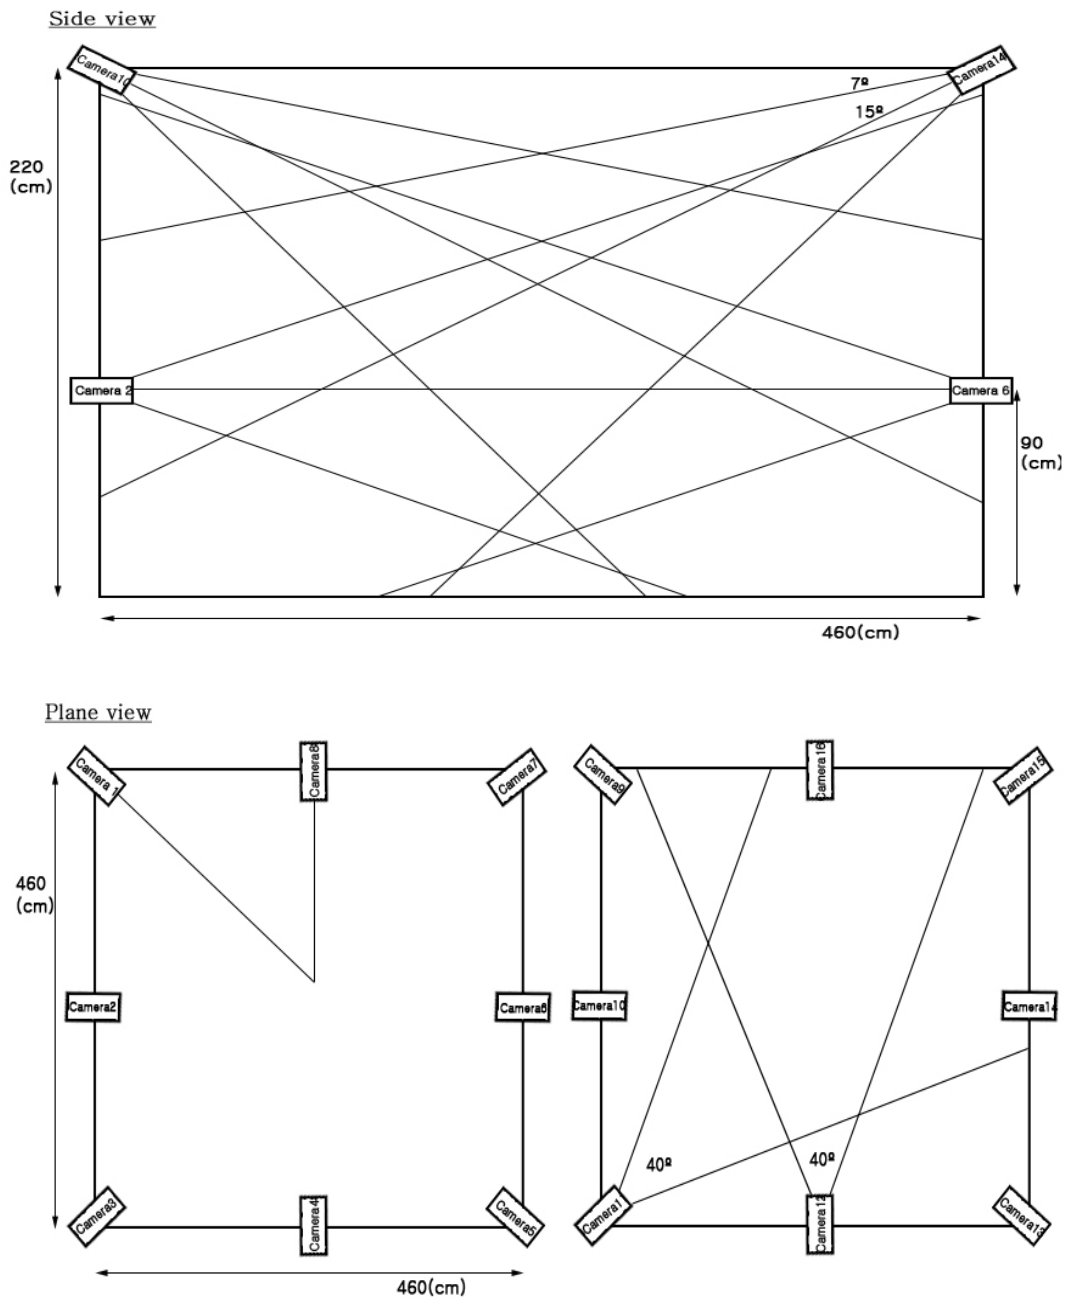 Side view
Camera10
Camera14
7º
15º
220
(cm)
Camera 2
Camera 6
90
(cm)
460(cm)
Plane view
Camera 1
Camera8
Camera7
Camera9
Camera16
Camera15
460
(cm)
Camera2
Camera6
Camera10
Camera14
40º
40º
Camera3
Camera4
Camera5
Camera1
Camera12
Camera13
460(cm)